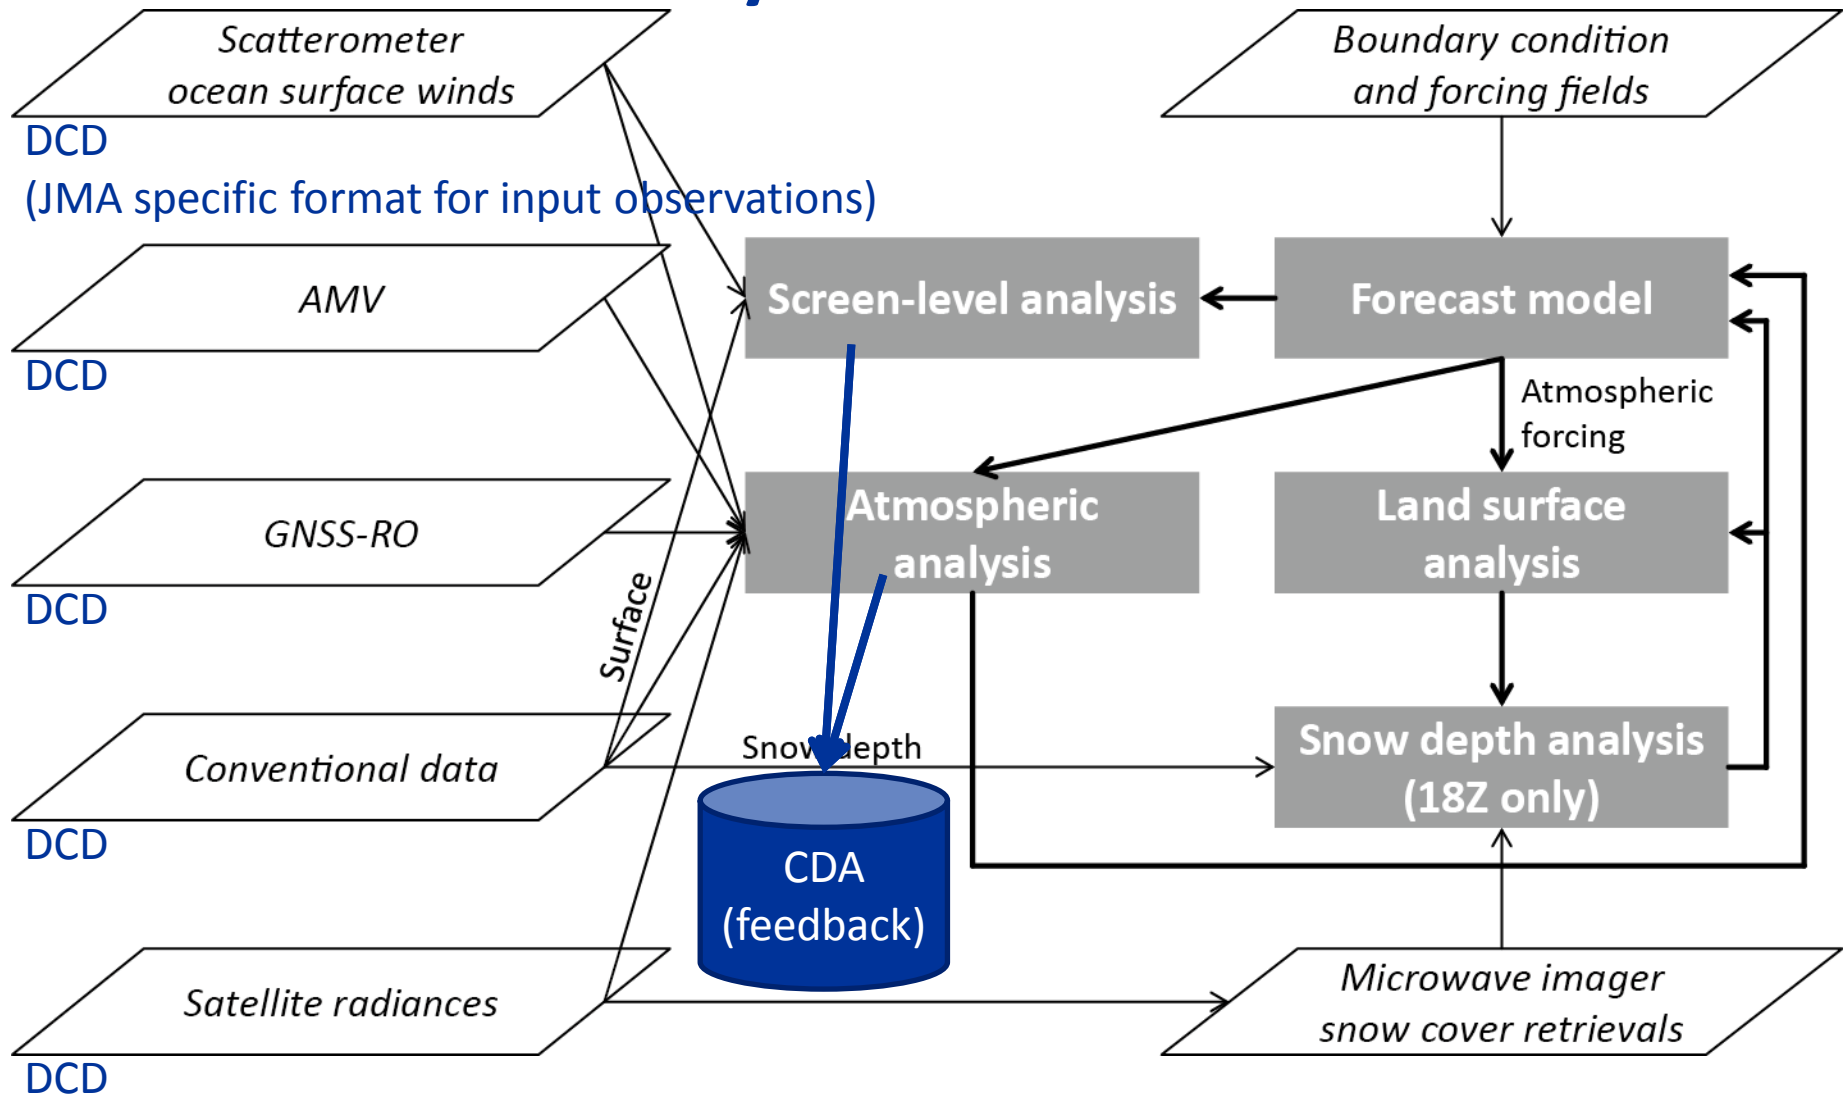 Scatterometer
ocean surface winds
DCD
(JMA specific format for input observations)
Boundary condition
and forcing fields
AMV
DCD
Screen-level analysis
Forecast model
Atmospheric
forcing
GNSS-RO
DCD
Atmospheric
analysis
Land surface
analysis
Surface
Conventional data
DCD
Snow depth
Snow depth analysis
(18Z only)
CDA
(feedback)
Satellite radiances
DCD
Microwave imager
snow cover retrievals